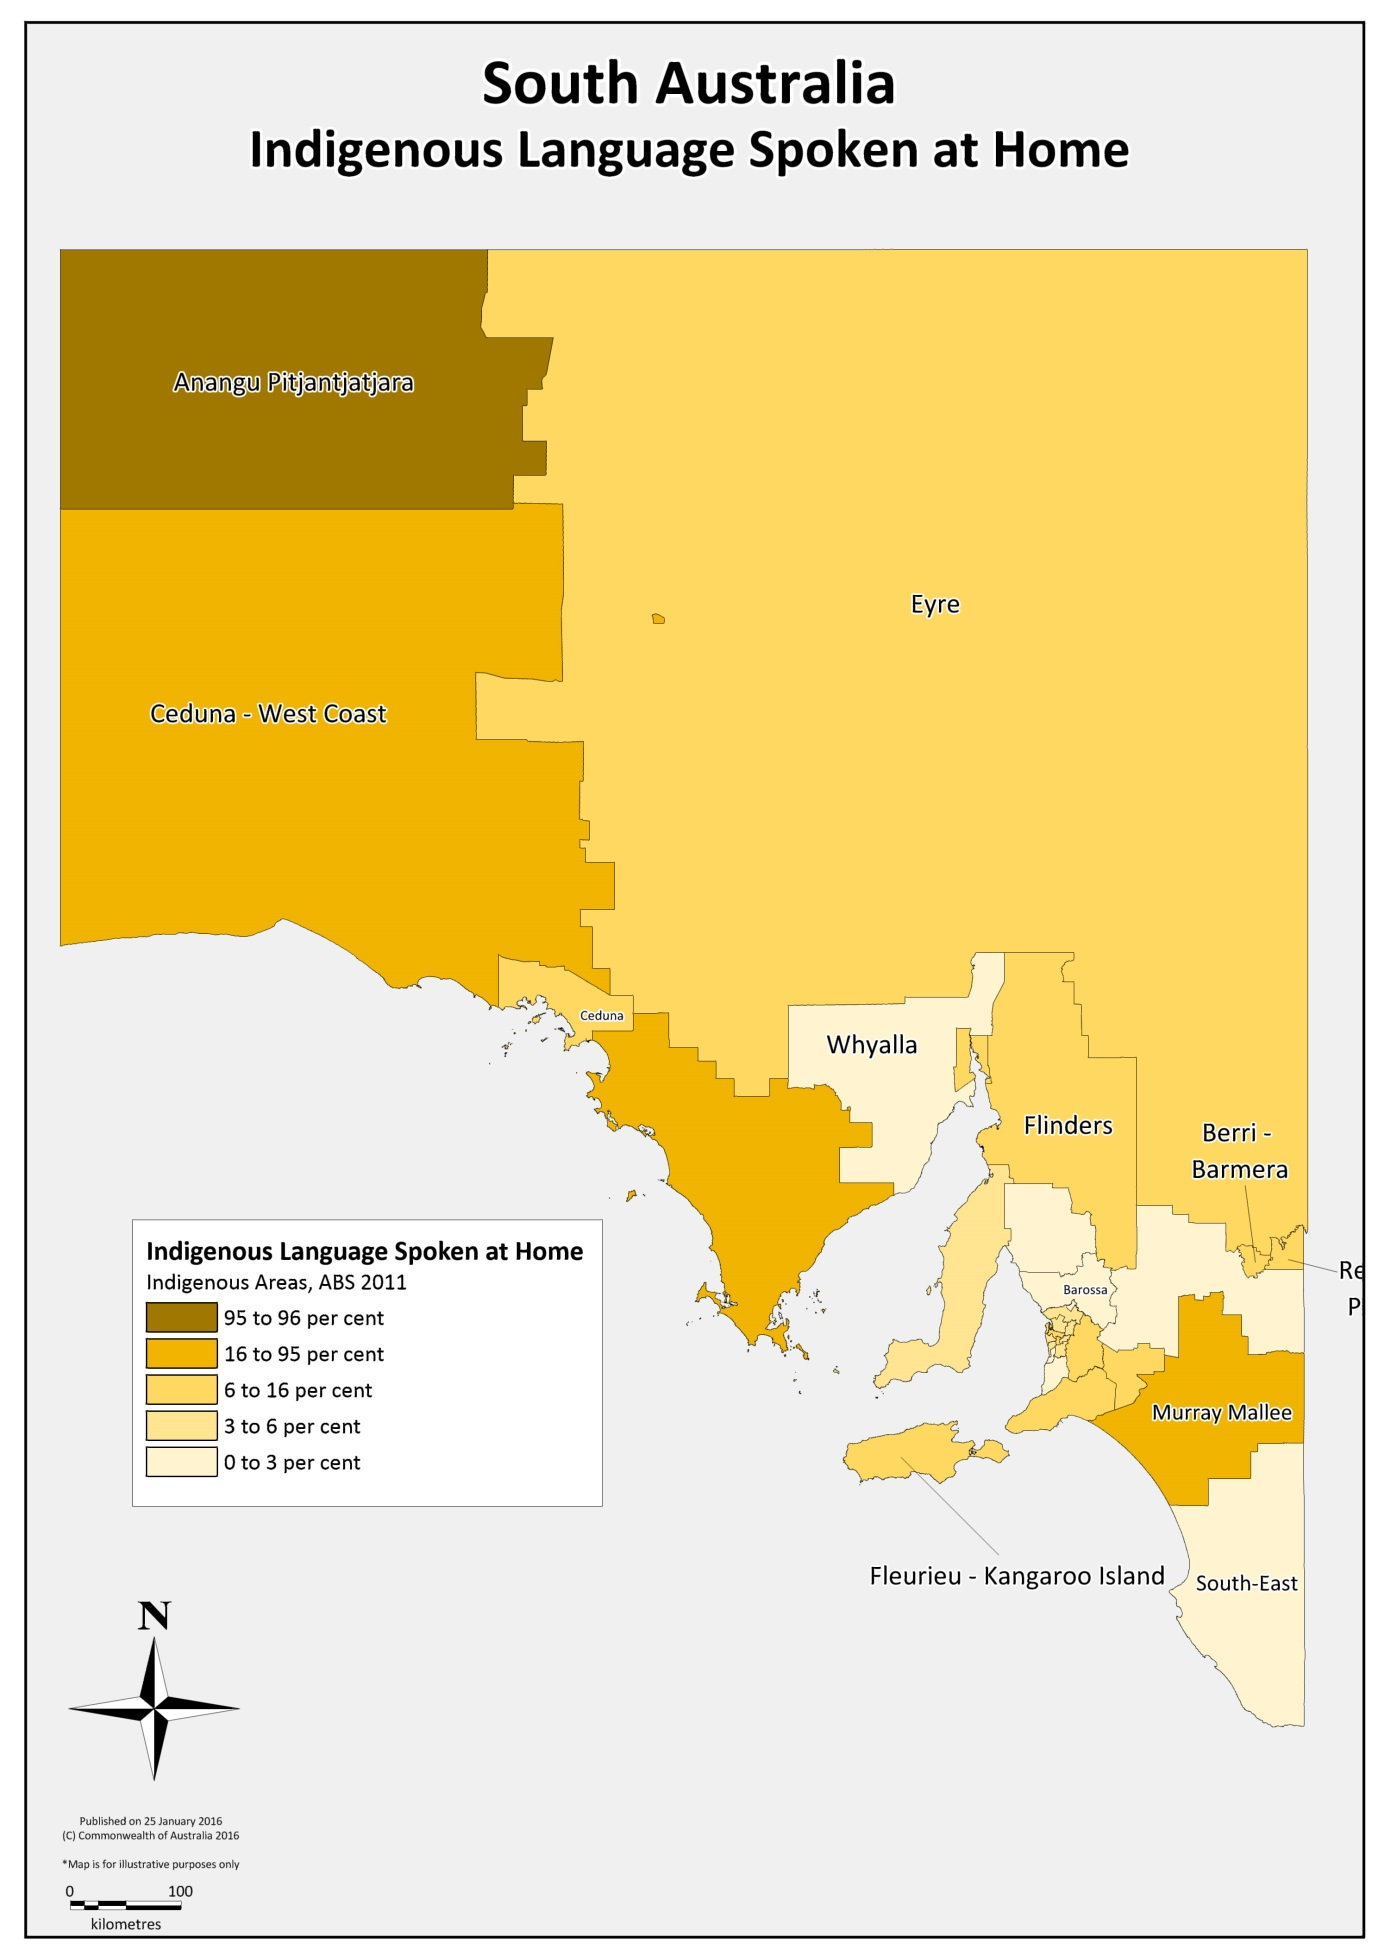 South Australia
Indigenous Language Spoken at Home
Anangu Pitjantjatjara
Eyre
Ceduna - West Coast
Ceduna
Whyalla
Flinders
Berri -
Barmera
Re
P
Barossa
Murray Mallee
Fleurieu - Kangaroo Island
South-East
Indigenous Language Spoken at Home
Indigenous Areas, ABS 2011
95 to 96 per cent
16 to 95 per cent
6 to 16 per cent
3 to 6 per cent
0 to 3 per cent
N
Published on 25 January 2016
(C) Commonwealth of Australia 2016
*Map is for illustrative purposes only
0 100
kilometres